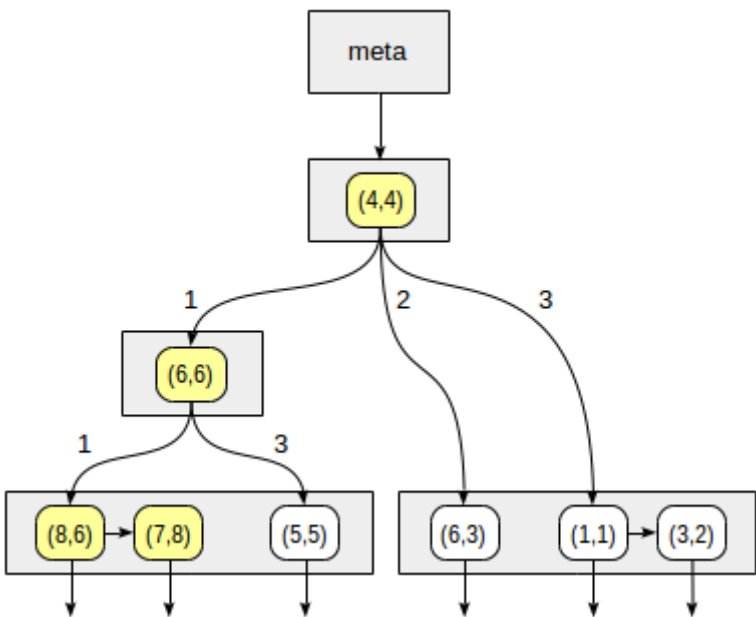 meta
(4,4)
1 2 3
(6,6)
1 3
(8,6) (7,8) (5,5) (6,3) (1,1) (3,2)